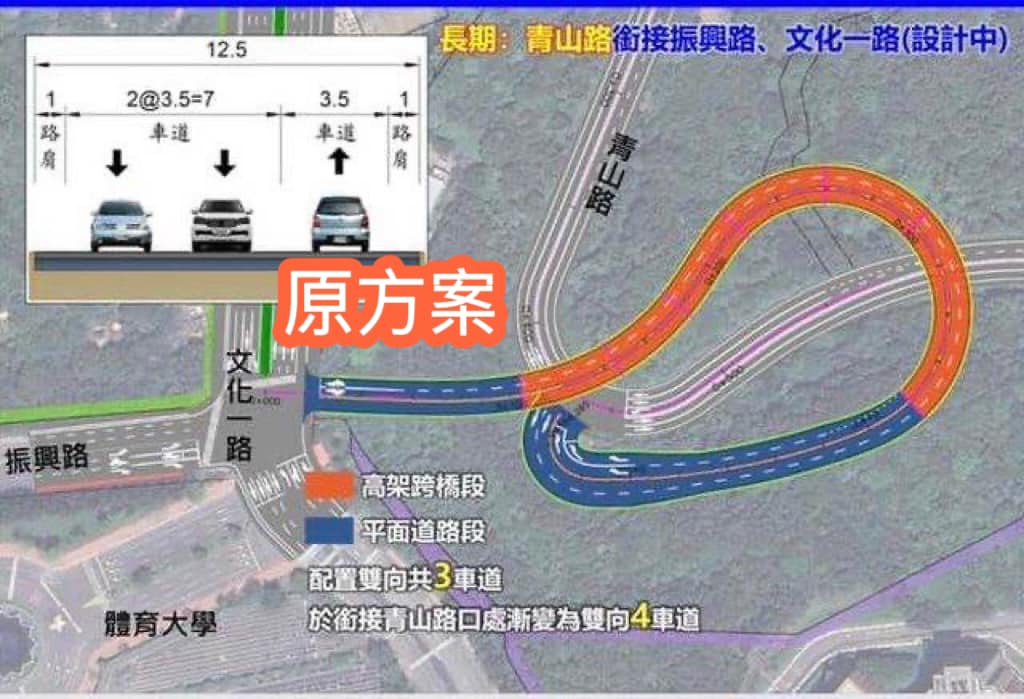 長期：青山路銜接振興路、文化一路(設計中)
12.5
1 2@3.5=7 3.5 1
路肩 車道 車道 路肩
青山路
原方案
文化一路
0+000
振興路
0+000
高架跨橋段
平面道路段
配置雙向共3車道
於銜接青山路口處漸變為雙向4車道
體育大學